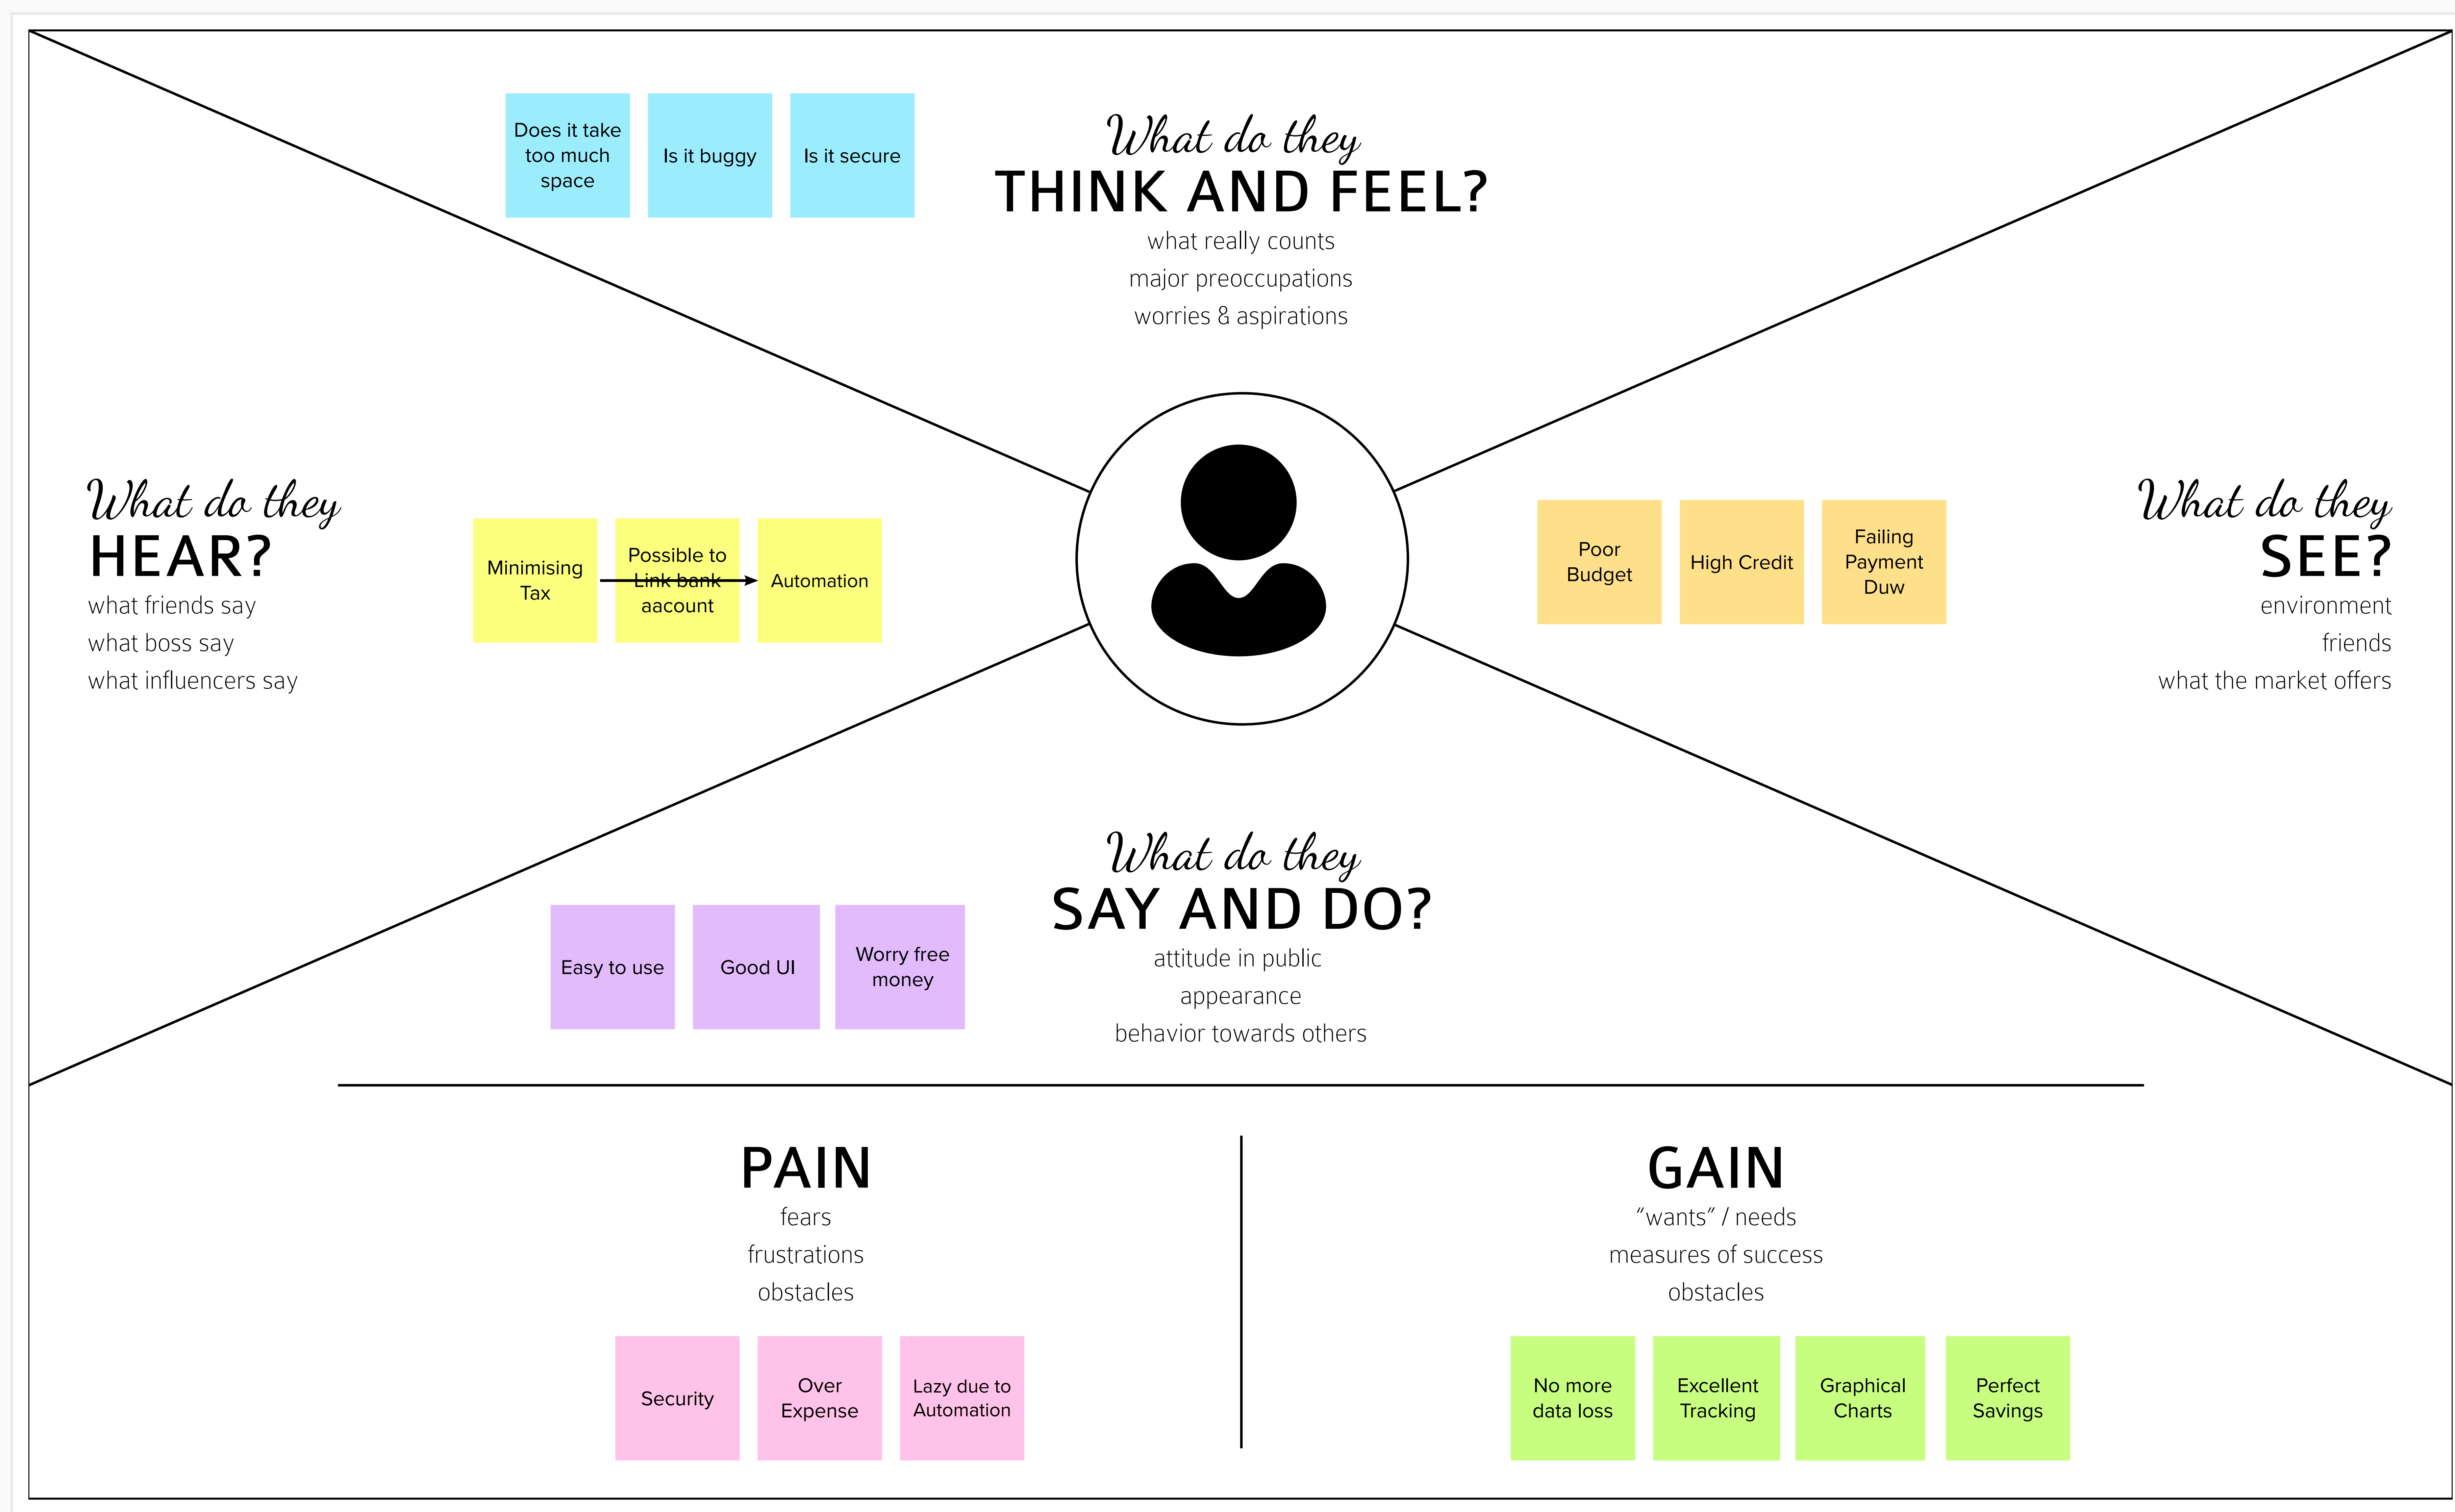 Does it take
too much
space
Is it buggy
Is it secure
What do they
THINK AND FEEL?
what really counts
major preoccupations
worries & aspirations
What do they
HEAR?
what friends say
what boss say
what influencers say
Minimising
Tax
Possible to
Link bank
aacount
Automation
Poor
Budget
High Credit
Failing
Payment
Duw
What do they
SEE?
environment
friends
what the market offers
What do they
SAY AND DO?
attitude in public
appearance
behavior towards others
Easy to use
Good UI
Worry free
money
PAIN
fears
frustrations
obstacles
Security
Over
Expense
Lazy due to
Automation
GAIN
“wants” / needs
measures of success
obstacles
No more
data loss
Excellent
Tracking
Graphical
Charts
Perfect
Savings